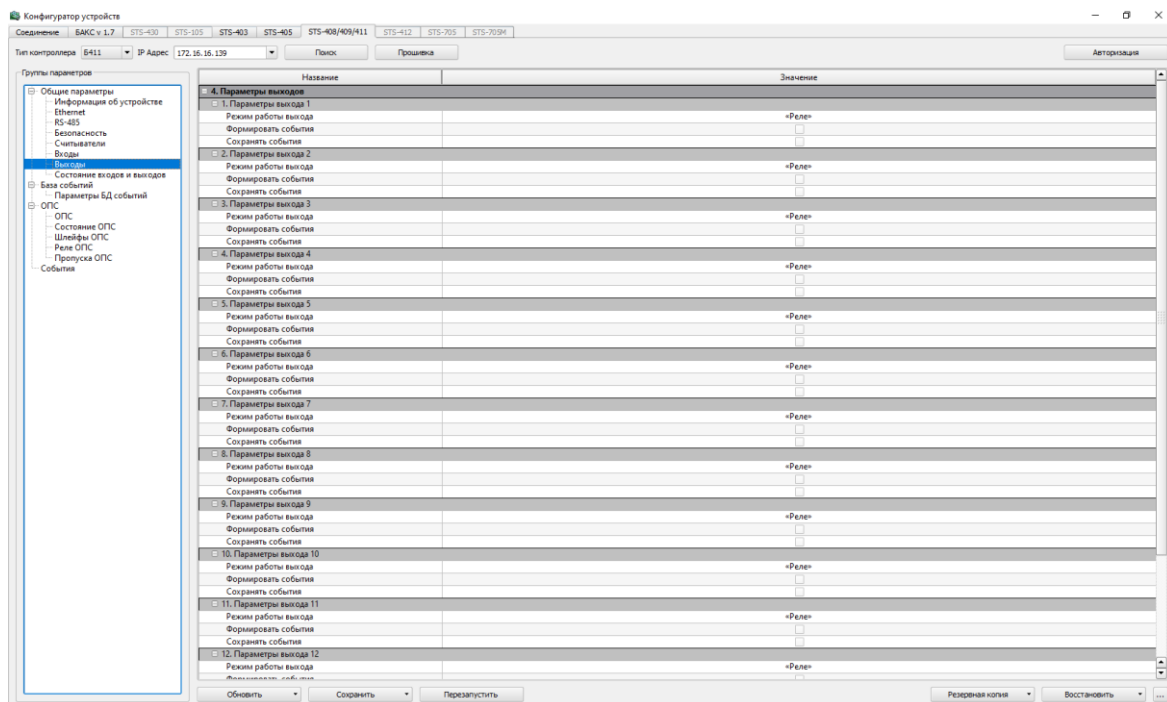 Конфигуратор устройств
Соединение БАКС v 1.7 STS-430 STS-105 STS-403 STS-405 STS-408/409/411 STS-412 STS-705 STS-705М
Тип контроллера Б411 IP Адрес 172.16.16.139 Поиск Прошивка Авторизация
Группы параметров
Общие параметры
Информация об устройстве
Ethernet
RS-485
Безопасность
Считыватели
Входы
Выходы
Состояние входов и выходов
База событий
Параметры БД событий
ОПС
ОПС
Состояние ОПС
Шлейфы ОПС
Реле ОПС
Пропуска ОПС
События
Название Значение
4. Параметры выходов
1. Параметры выхода 1
Режим работы выхода «Реле»
Формировать события
Сохранять события
2. Параметры выхода 2
Режим работы выхода «Реле»
Формировать события
Сохранять события
3. Параметры выхода 3
Режим работы выхода «Реле»
Формировать события
Сохранять события
4. Параметры выхода 4
Режим работы выхода «Реле»
Формировать события
Сохранять события
5. Параметры выхода 5
Режим работы выхода «Реле»
Формировать события
Сохранять события
6. Параметры выхода 6
Режим работы выхода «Реле»
Формировать события
Сохранять события
7. Параметры выхода 7
Режим работы выхода «Реле»
Формировать события
Сохранять события
8. Параметры выхода 8
Режим работы выхода «Реле»
Формировать события
Сохранять события
9. Параметры выхода 9
Режим работы выхода «Реле»
Формировать события
Сохранять события
10. Параметры выхода 10
Режим работы выхода «Реле»
Формировать события
Сохранять события
11. Параметры выхода 11
Режим работы выхода «Реле»
Формировать события
Сохранять события
12. Параметры выхода 12
Режим работы выхода «Реле»
Формировать события
Обновить Сохранить Перезапустить Резервная копия Восстановить ...